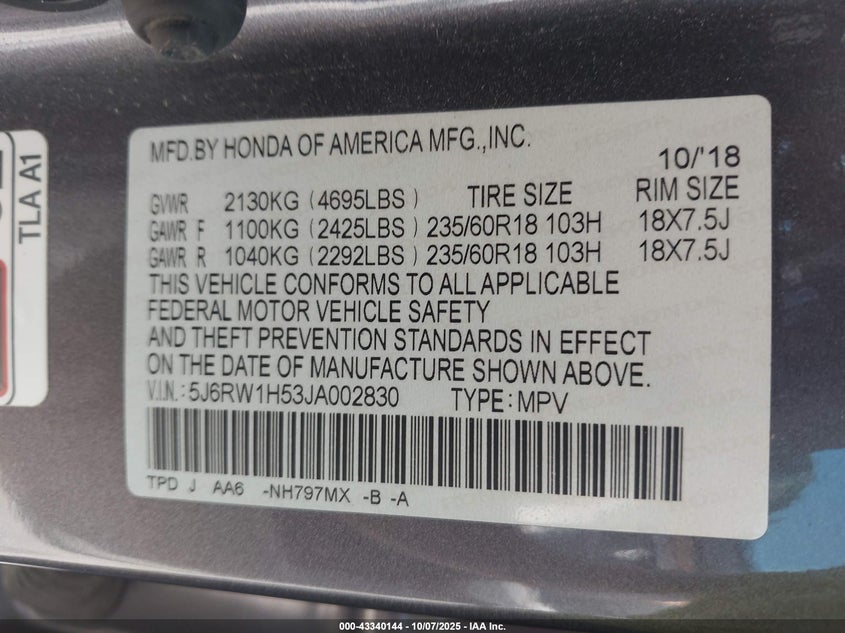 MFD.BY HONDA OF AMERICA MFG.,INC.
10/'18
GVWR 2130KG (4695LBS) TIRE SIZE RIM SIZE
GAWR F 1100KG (2425LBS) 235/60R18 103H 18X7.5J
GAWR R 1040KG (2292LBS) 235/60R18 103H 18X7.5J
THIS VEHICLE CONFORMS TO ALL APPLICABLE
FEDERAL MOTOR VEHICLE SAFETY
AND THEFT PREVENTION STANDARDS IN EFFECT
ON THE DATE OF MANUFACTURE SHOWN ABOVE.
V.I.N.: 5J6RW1H53JA002830 TYPE: MPV
TPD J AA6 -NH797MX -B -A
TLA A1
000-43340144 - 10/07/2025 - IAA Inc.